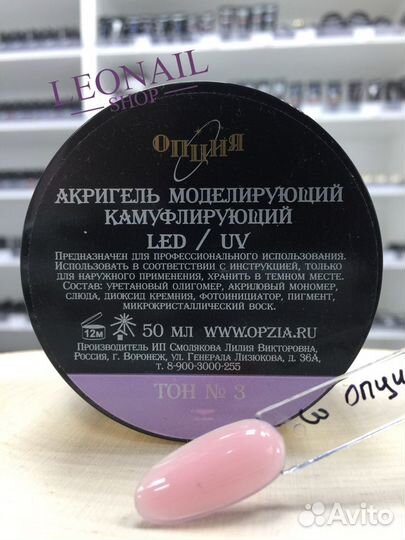 LEONAIL
SHOP
ОПЦИЯ
АКРИГЕЛЬ МОДЕЛИРУЮЩИЙ
КАМУФЛИРУЮЩИЙ
LED / UV
Предназначен для профессионального использования.
Использовать в соответствии с инструкцией, только
для наружного применения, хранить в темном месте.
Состав: уретановый олигомер, акриловый мономер,
слюда, диоксид кремния, фотоинициатор, пигмент,
микрокристаллический воск.
12М 50 МЛ WWW.OPZIA.RU
Производитель ИП Смолякова Лилия Викторовна,
Россия, г. Воронеж, ул. Генерала Лизюкова, д. 36А,
т. 8-900-3000-255
ТОН № 3
3 опци
Avito